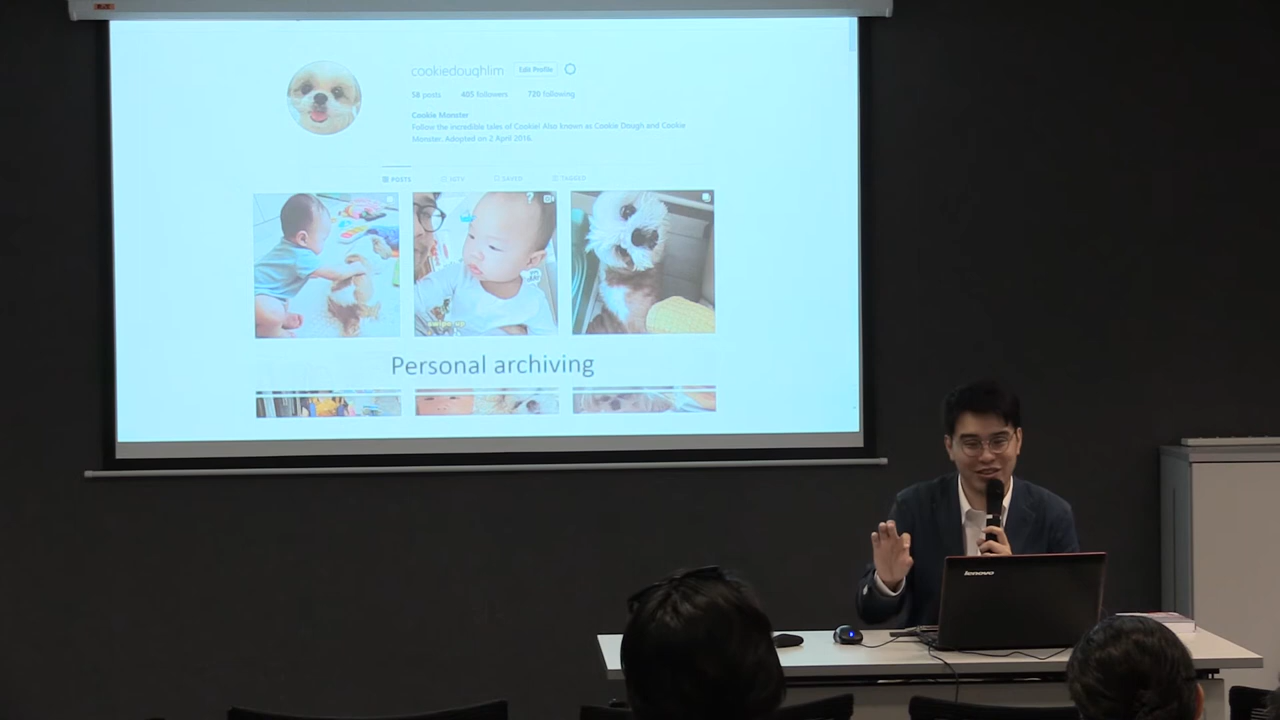 cookiedoughlim Edit Profile
58 posts 405 followers 720 following
Cookie Monster
Follow the incredible tales of Cookie! Also known as Cookie Dough and Cookie
Monster. Adopted on 2 April 2016.
POSTS IGTV SAVED TAGGED
Personal archiving
lenovo